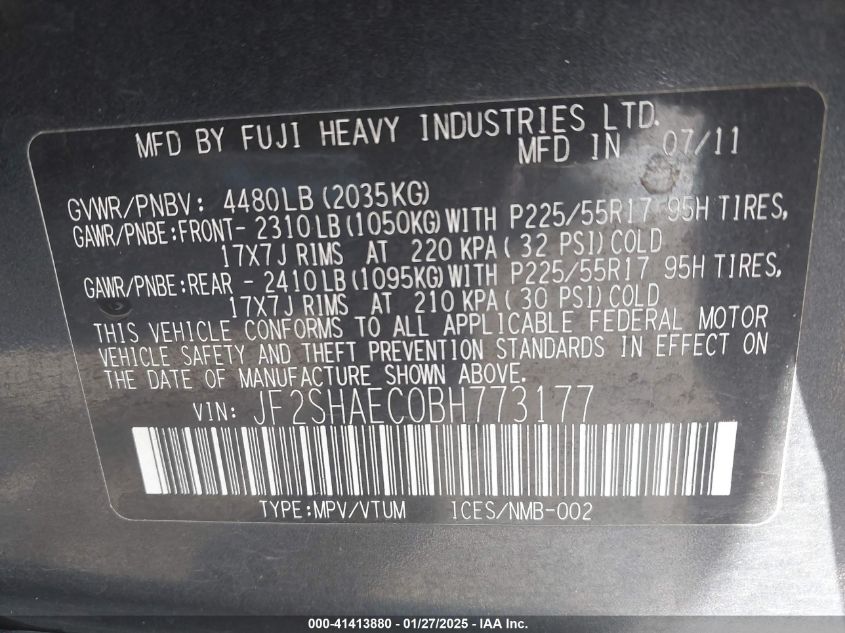 MFD BY FUJI HEAVY INDUSTRIES LTD.
MFD IN 07/11
GVWR/PNBV: 4480LB (2035KG)
GAWR/PNBE:FRONT- 2310LB(1050KG)WITH P225/55R17 95H TIRES,
17X7J RIMS AT 220 KPA(32 PSI)COLD
GAWR/PNBE:REAR - 2410LB(1095KG)WITH P225/55R17 95H TIRES,
17X7J RIMS AT 210 KPA(30 PSI)COLD
THIS VEHICLE CONFORMS TO ALL APPLICABLE FEDERAL MOTOR
VEHICLE SAFETY AND THEFT PREVENTION STANDARDS IN EFFECT ON
THE DATE OF MANUFACTURE SHOWN ABOVE.
VIN: JF2SHAEC0BH773177
TYPE:MPV/VTUM ICES/NMB-002
000-41413880 - 01/27/2025 - IAA Inc.